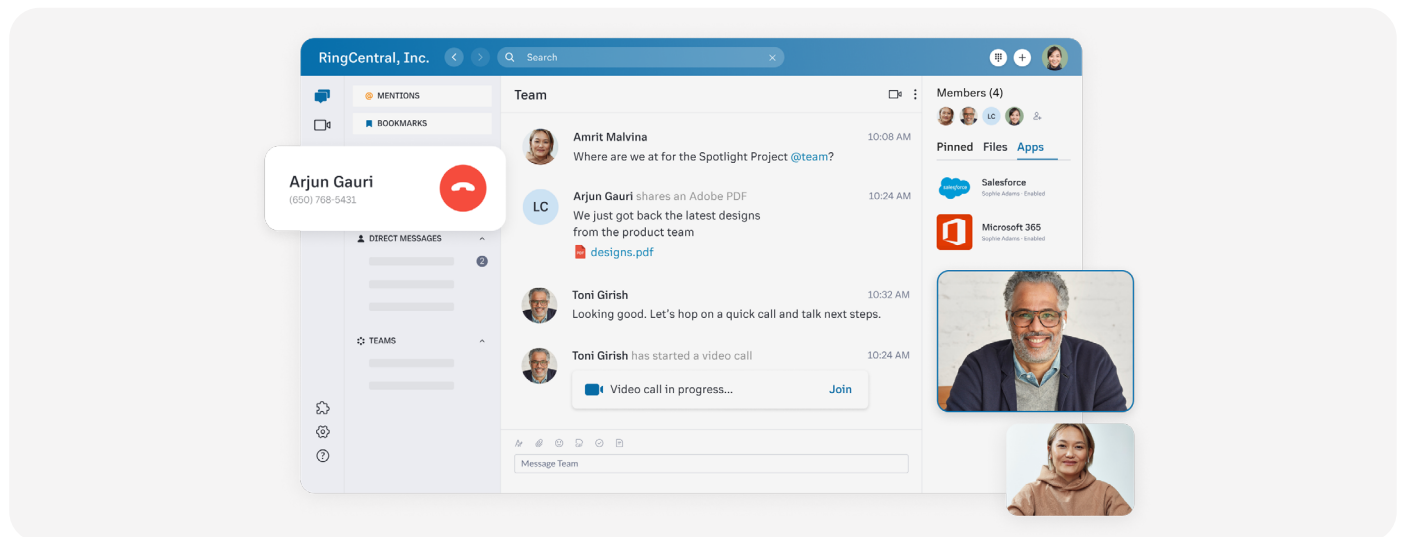 RingCentral, Inc.
Search
MENTIONS
BOOKMARKS
Arjun Gauri
(650) 768-5431
DIRECT MESSAGES
2
TEAMS
Team
Amrit Malvina 10:08 AM
Where are we at for the Spotlight Project @team?
LC
Arjun Gauri shares an Adobe PDF 10:24 AM
We just got back the latest designs
from the product team
PDF
designs.pdf
Toni Girish 10:32 AM
Looking good. Let's hop on a quick call and talk next steps.
Toni Girish has started a video call 10:24 AM
Video call in progress... Join
Message Team
Members (4)
LC
Pinned Files Apps
salesforce
Salesforce
Sophie Adams · Enabled
Microsoft 365
Sophie Adams · Enabled